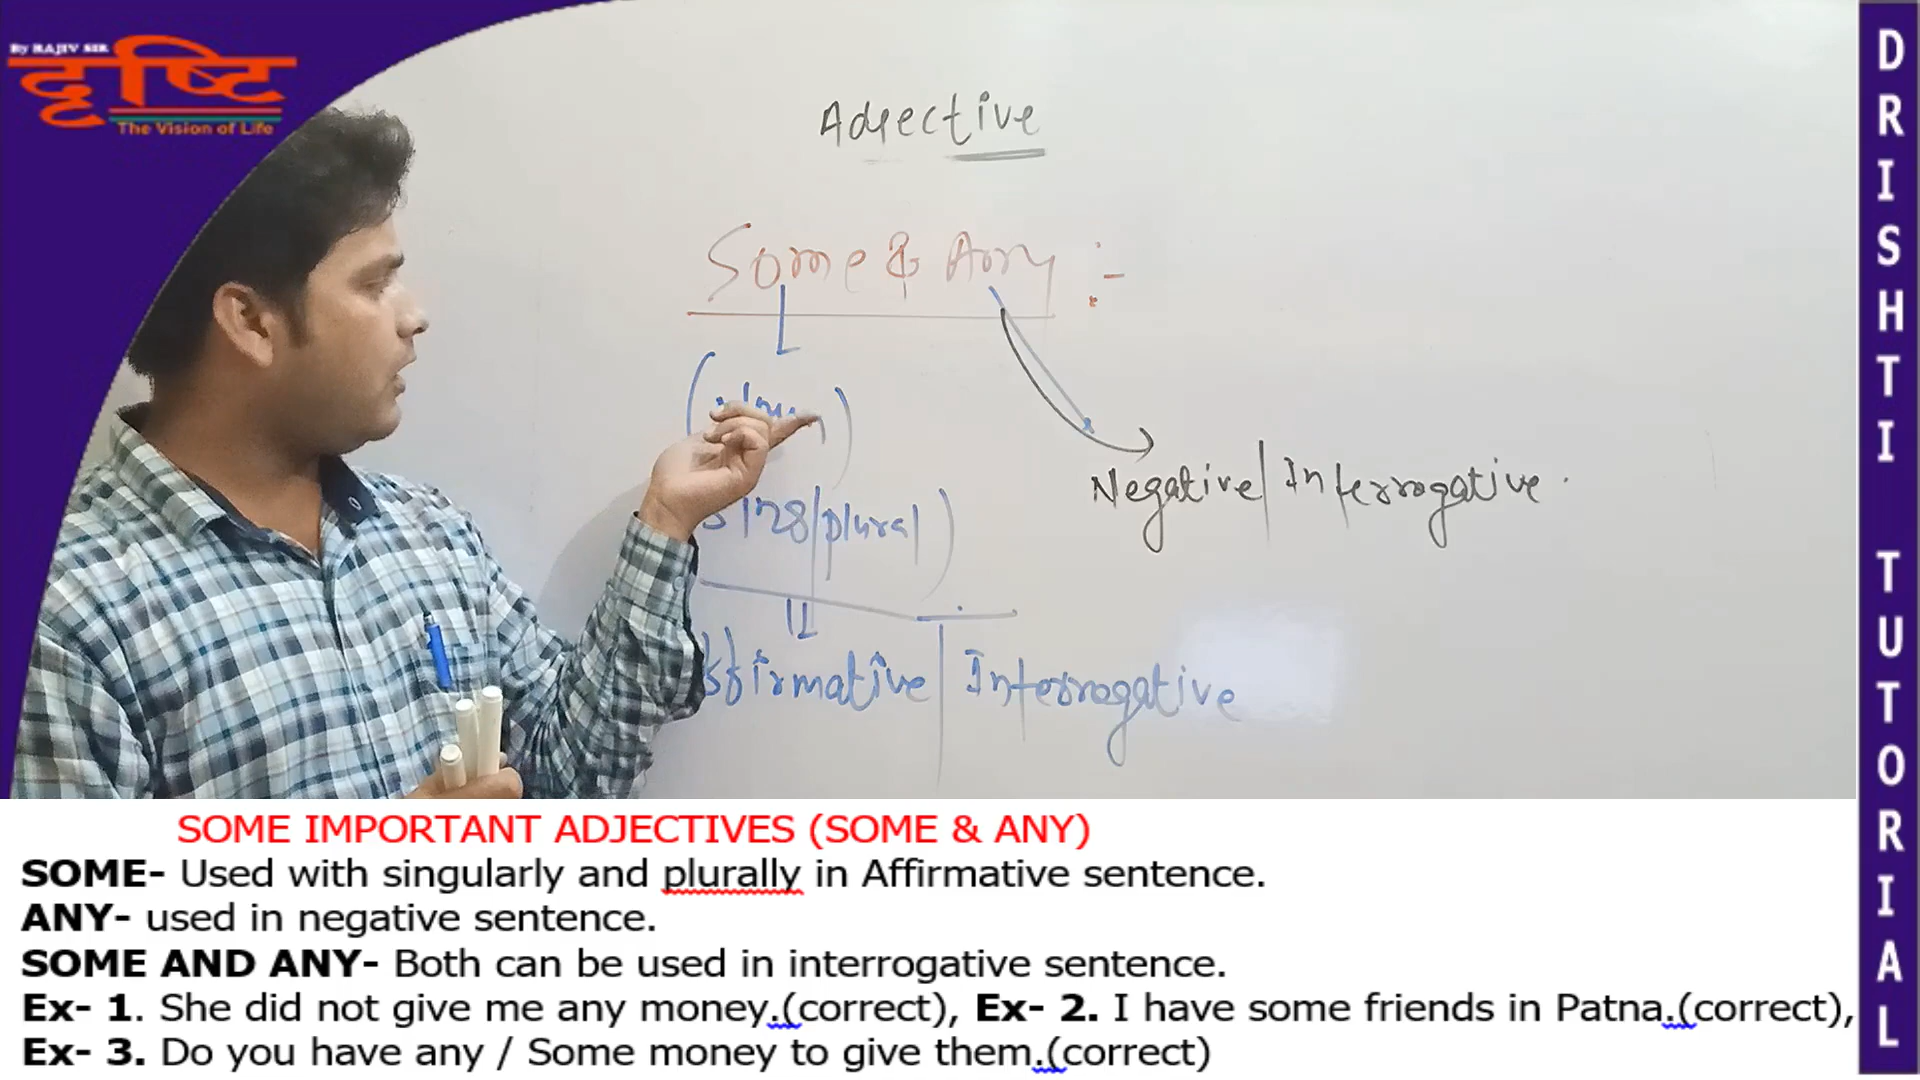 By RAJIV SIR
दृष्टि
The Vision of Life
Adjective
Some & Any :-
Negative/Interrogative.
sing/plural)
Affirmative/Interrogative
SOME IMPORTANT ADJECTIVES (SOME & ANY)
SOME- Used with singularly and plurally in Affirmative sentence.
ANY- used in negative sentence.
SOME AND ANY- Both can be used in interrogative sentence.
Ex- 1. She did not give me any money.(correct), Ex- 2. I have some friends in Patna.(correct),
Ex- 3. Do you have any / Some money to give them.(correct)
DRISHTI TUTORIAL